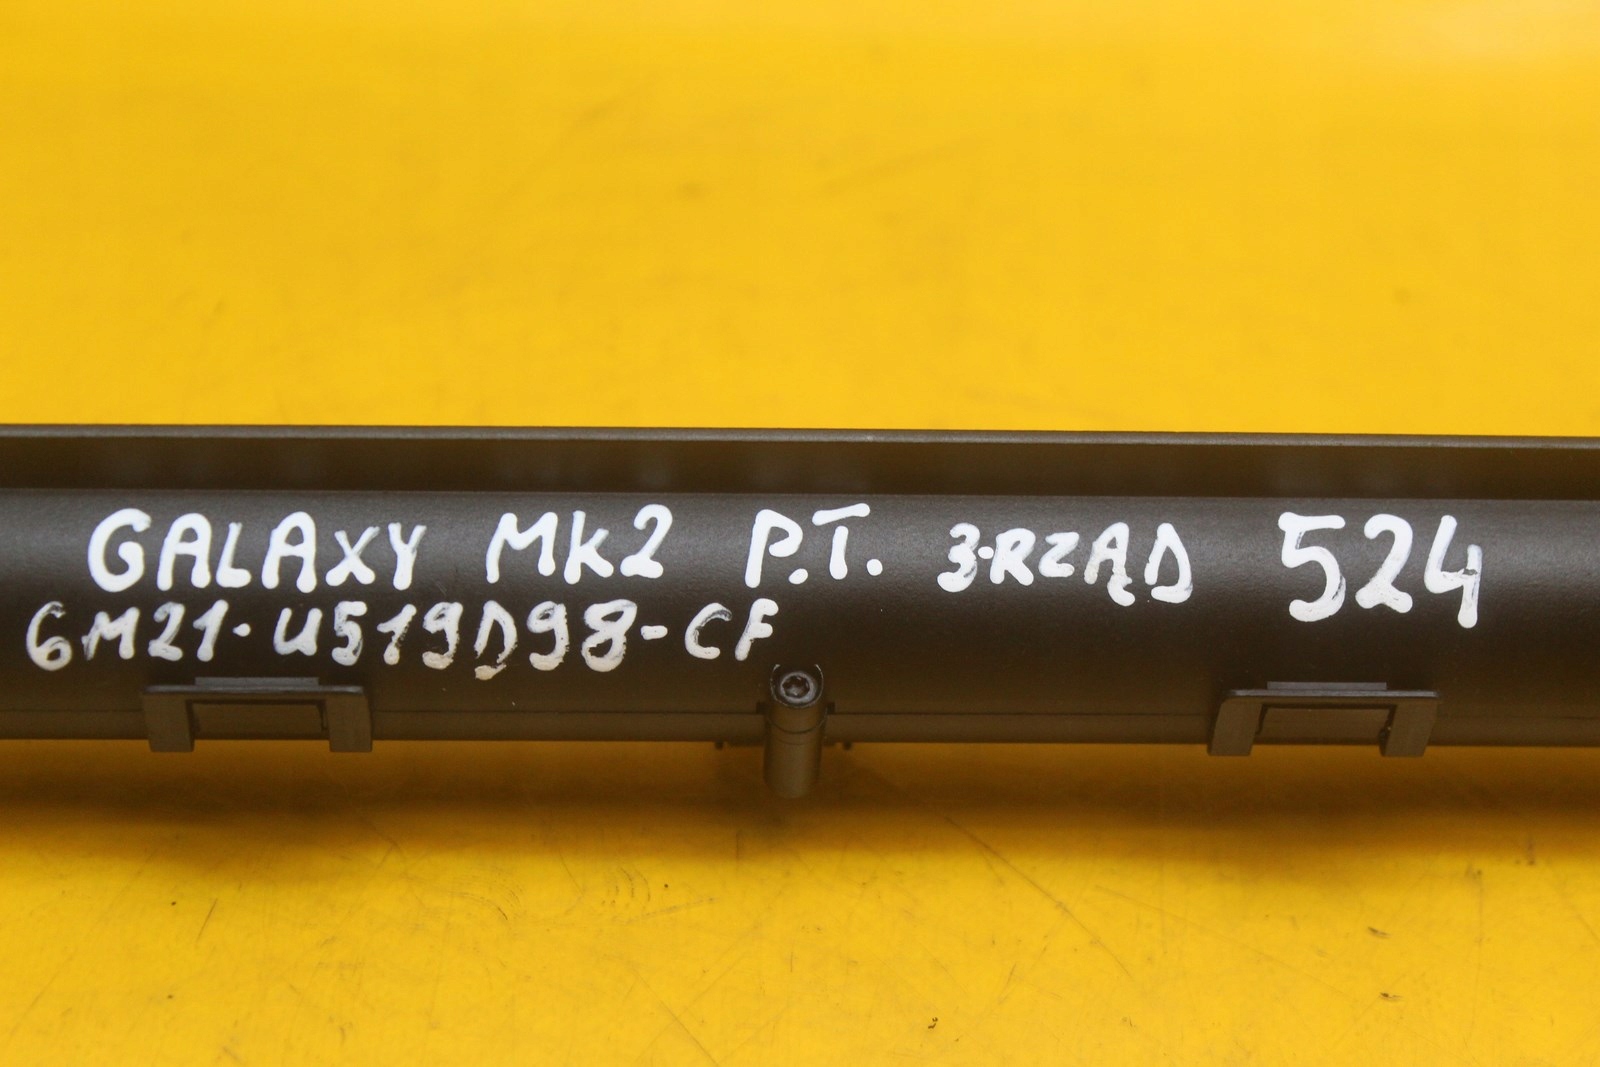 GALAXY MK2 P.T. 3.RZĄD 524
6M21-U519D98-CF